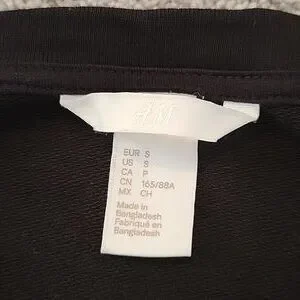 H&M
EUR S
US S
CA P
CN 165/88A
MX CH
Made in
Bangladesh
Fabriqué en
Bangladesh